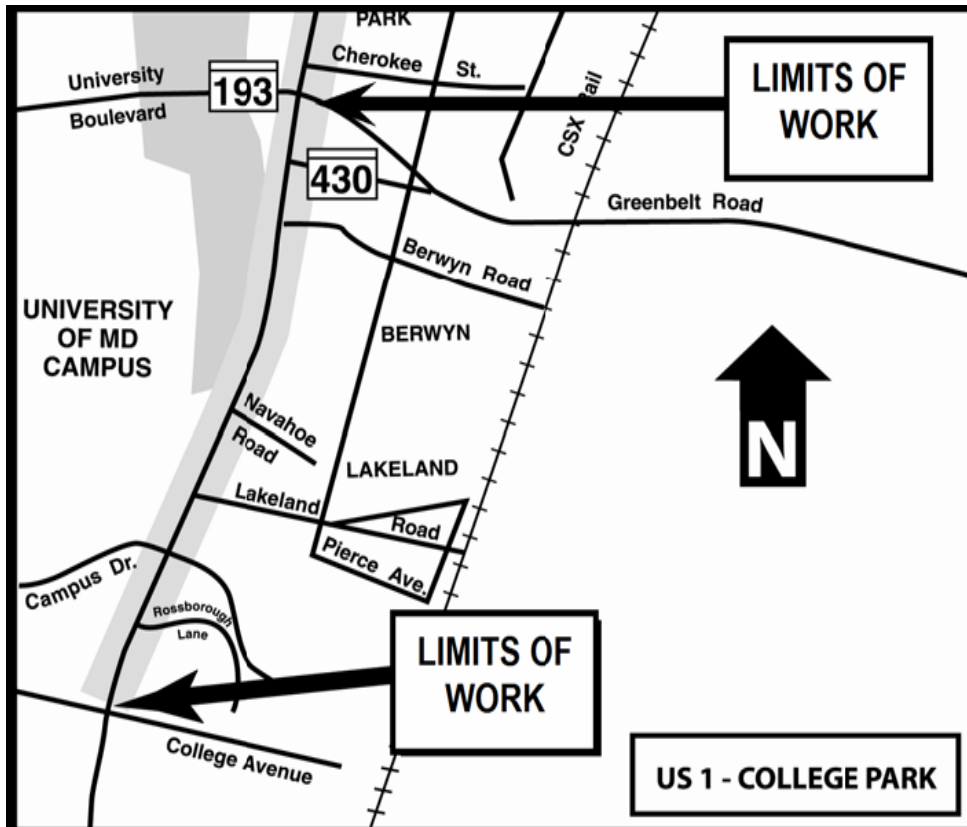 PARK
Cherokee St.
University
Boulevard
193
LIMITS OF
WORK
CSX Rail
430
Greenbelt Road
Berwyn Road
UNIVERSITY
OF MD
CAMPUS
BERWYN
N
Navahoe
Road
LAKELAND
Lakeland Road
Pierce Ave.
Campus Dr.
Rossborough
Lane
LIMITS OF
WORK
College Avenue
US 1 - COLLEGE PARK